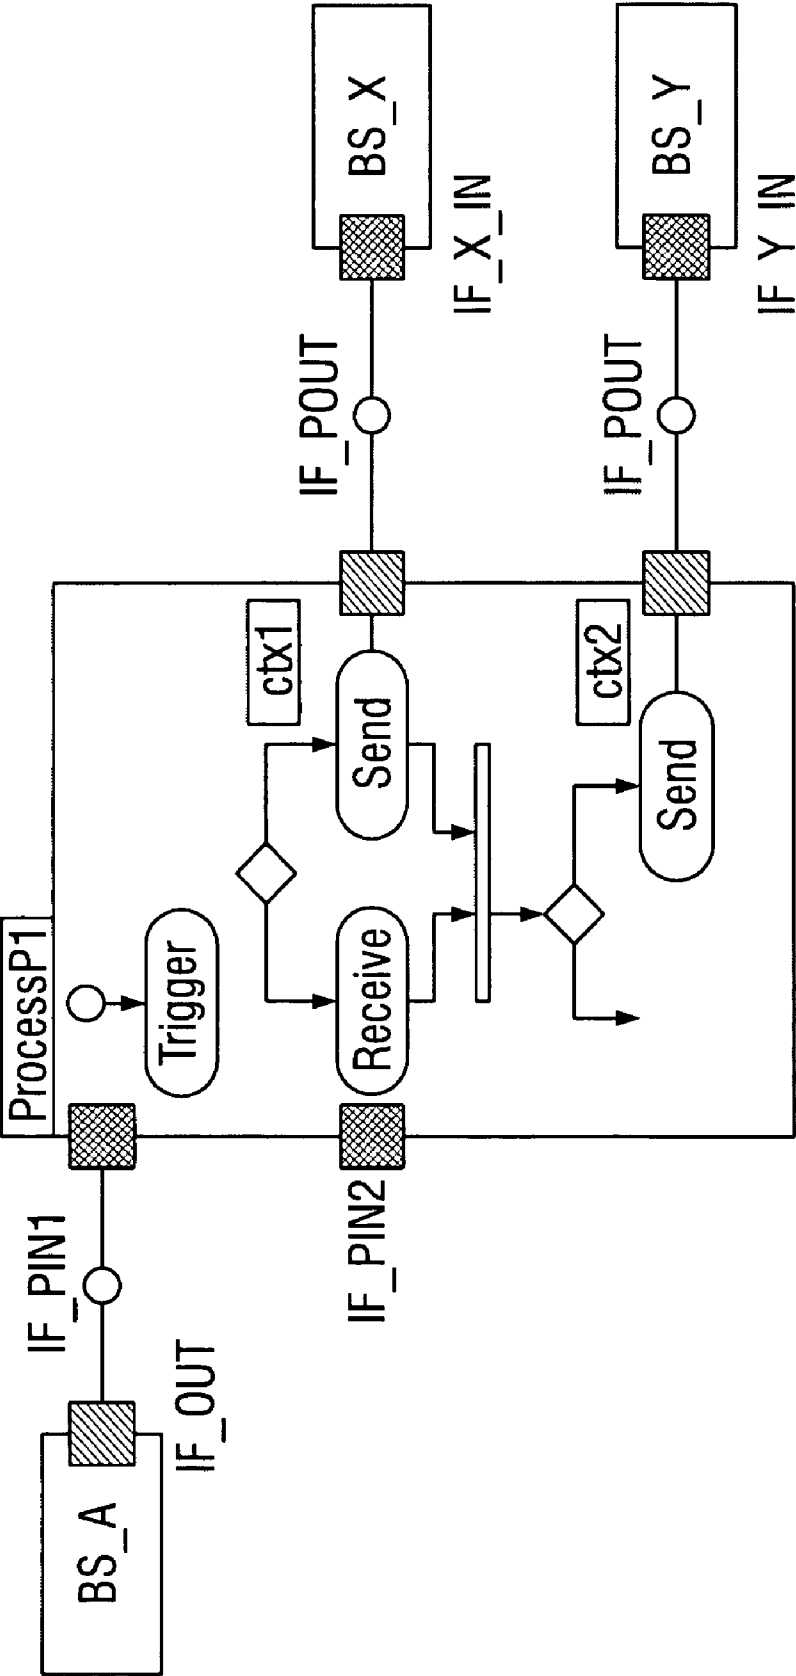 ProcessP1
BS_A
IF_OUT
IF_PIN1
Trigger
IF_PIN2
Receive
Send
ctx1
IF_POUT
BS_X
IF_X_IN
Send
ctx2
IF_POUT
BS_Y
IF_Y_IN